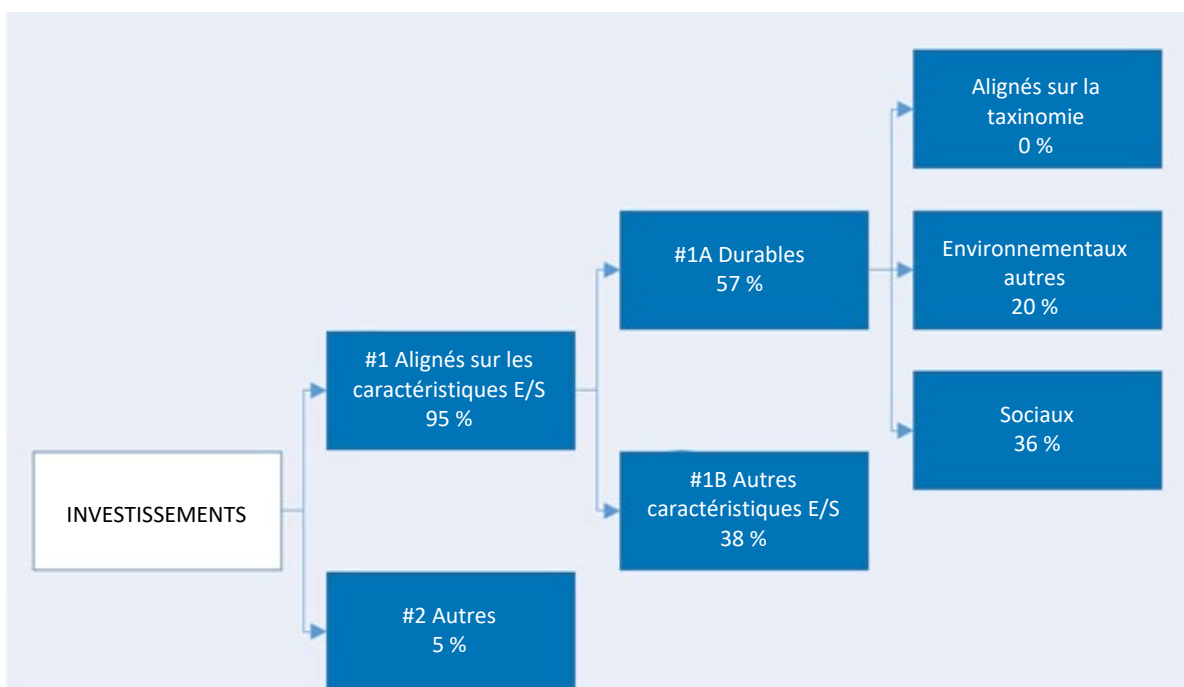 Alignés sur la
taxinomie
0 %
#1A Durables
57 %
Environnementaux
autres
20 %
#1 Alignés sur les
caractéristiques E/S
95 %
Sociaux
36 %
#1B Autres
caractéristiques E/S
38 %
INVESTISSEMENTS
#2 Autres
5 %